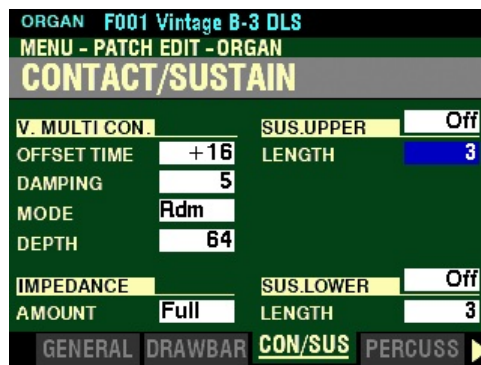 ORGAN F001 Vintage B-3 DLS
MENU - PATCH EDIT - ORGAN
CONTACT/SUSTAIN
V. MULTI CON.
OFFSET TIME +16
DAMPING 5
MODE Rdm
DEPTH 64
IMPEDANCE
AMOUNT Full
SUS.UPPER Off
LENGTH 3
SUS.LOWER Off
LENGTH 3
GENERAL DRAWBAR CON/SUS PERCUSS